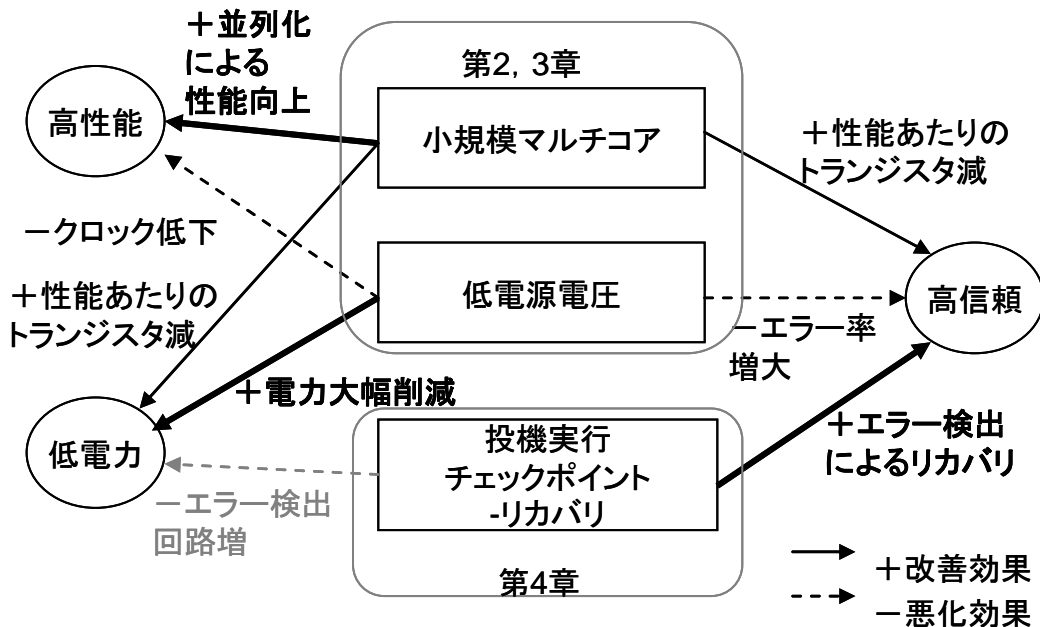 +並列化
による
性能向上
第2, 3章
高性能
小規模マルチコア
+性能あたりの
トランジスタ減
－クロック低下
+性能あたりの
トランジスタ減
低電源電圧
高信頼
－エラー率
増大
+電力大幅削減
低電力
投機実行
チェックポイント
-リカバリ
+エラー検出
によるリカバリ
－エラー検出
回路増
第4章
+改善効果
－悪化効果